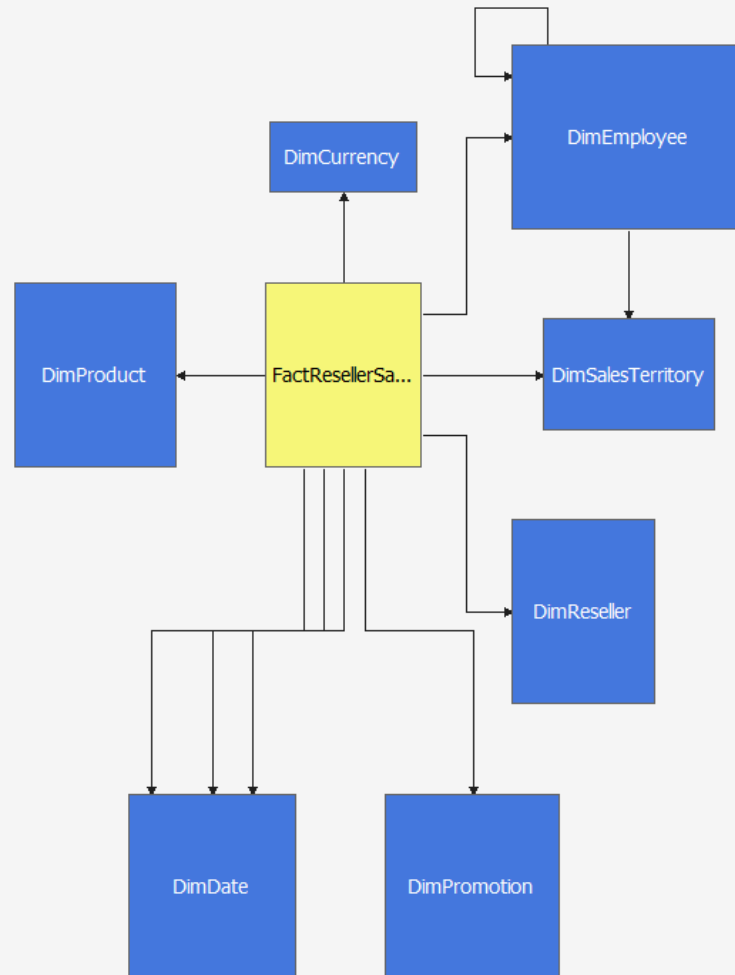 DimEmployee
DimCurrency
DimProduct
FactResellerSa...
DimSalesTerritory
DimReseller
DimDate
DimPromotion